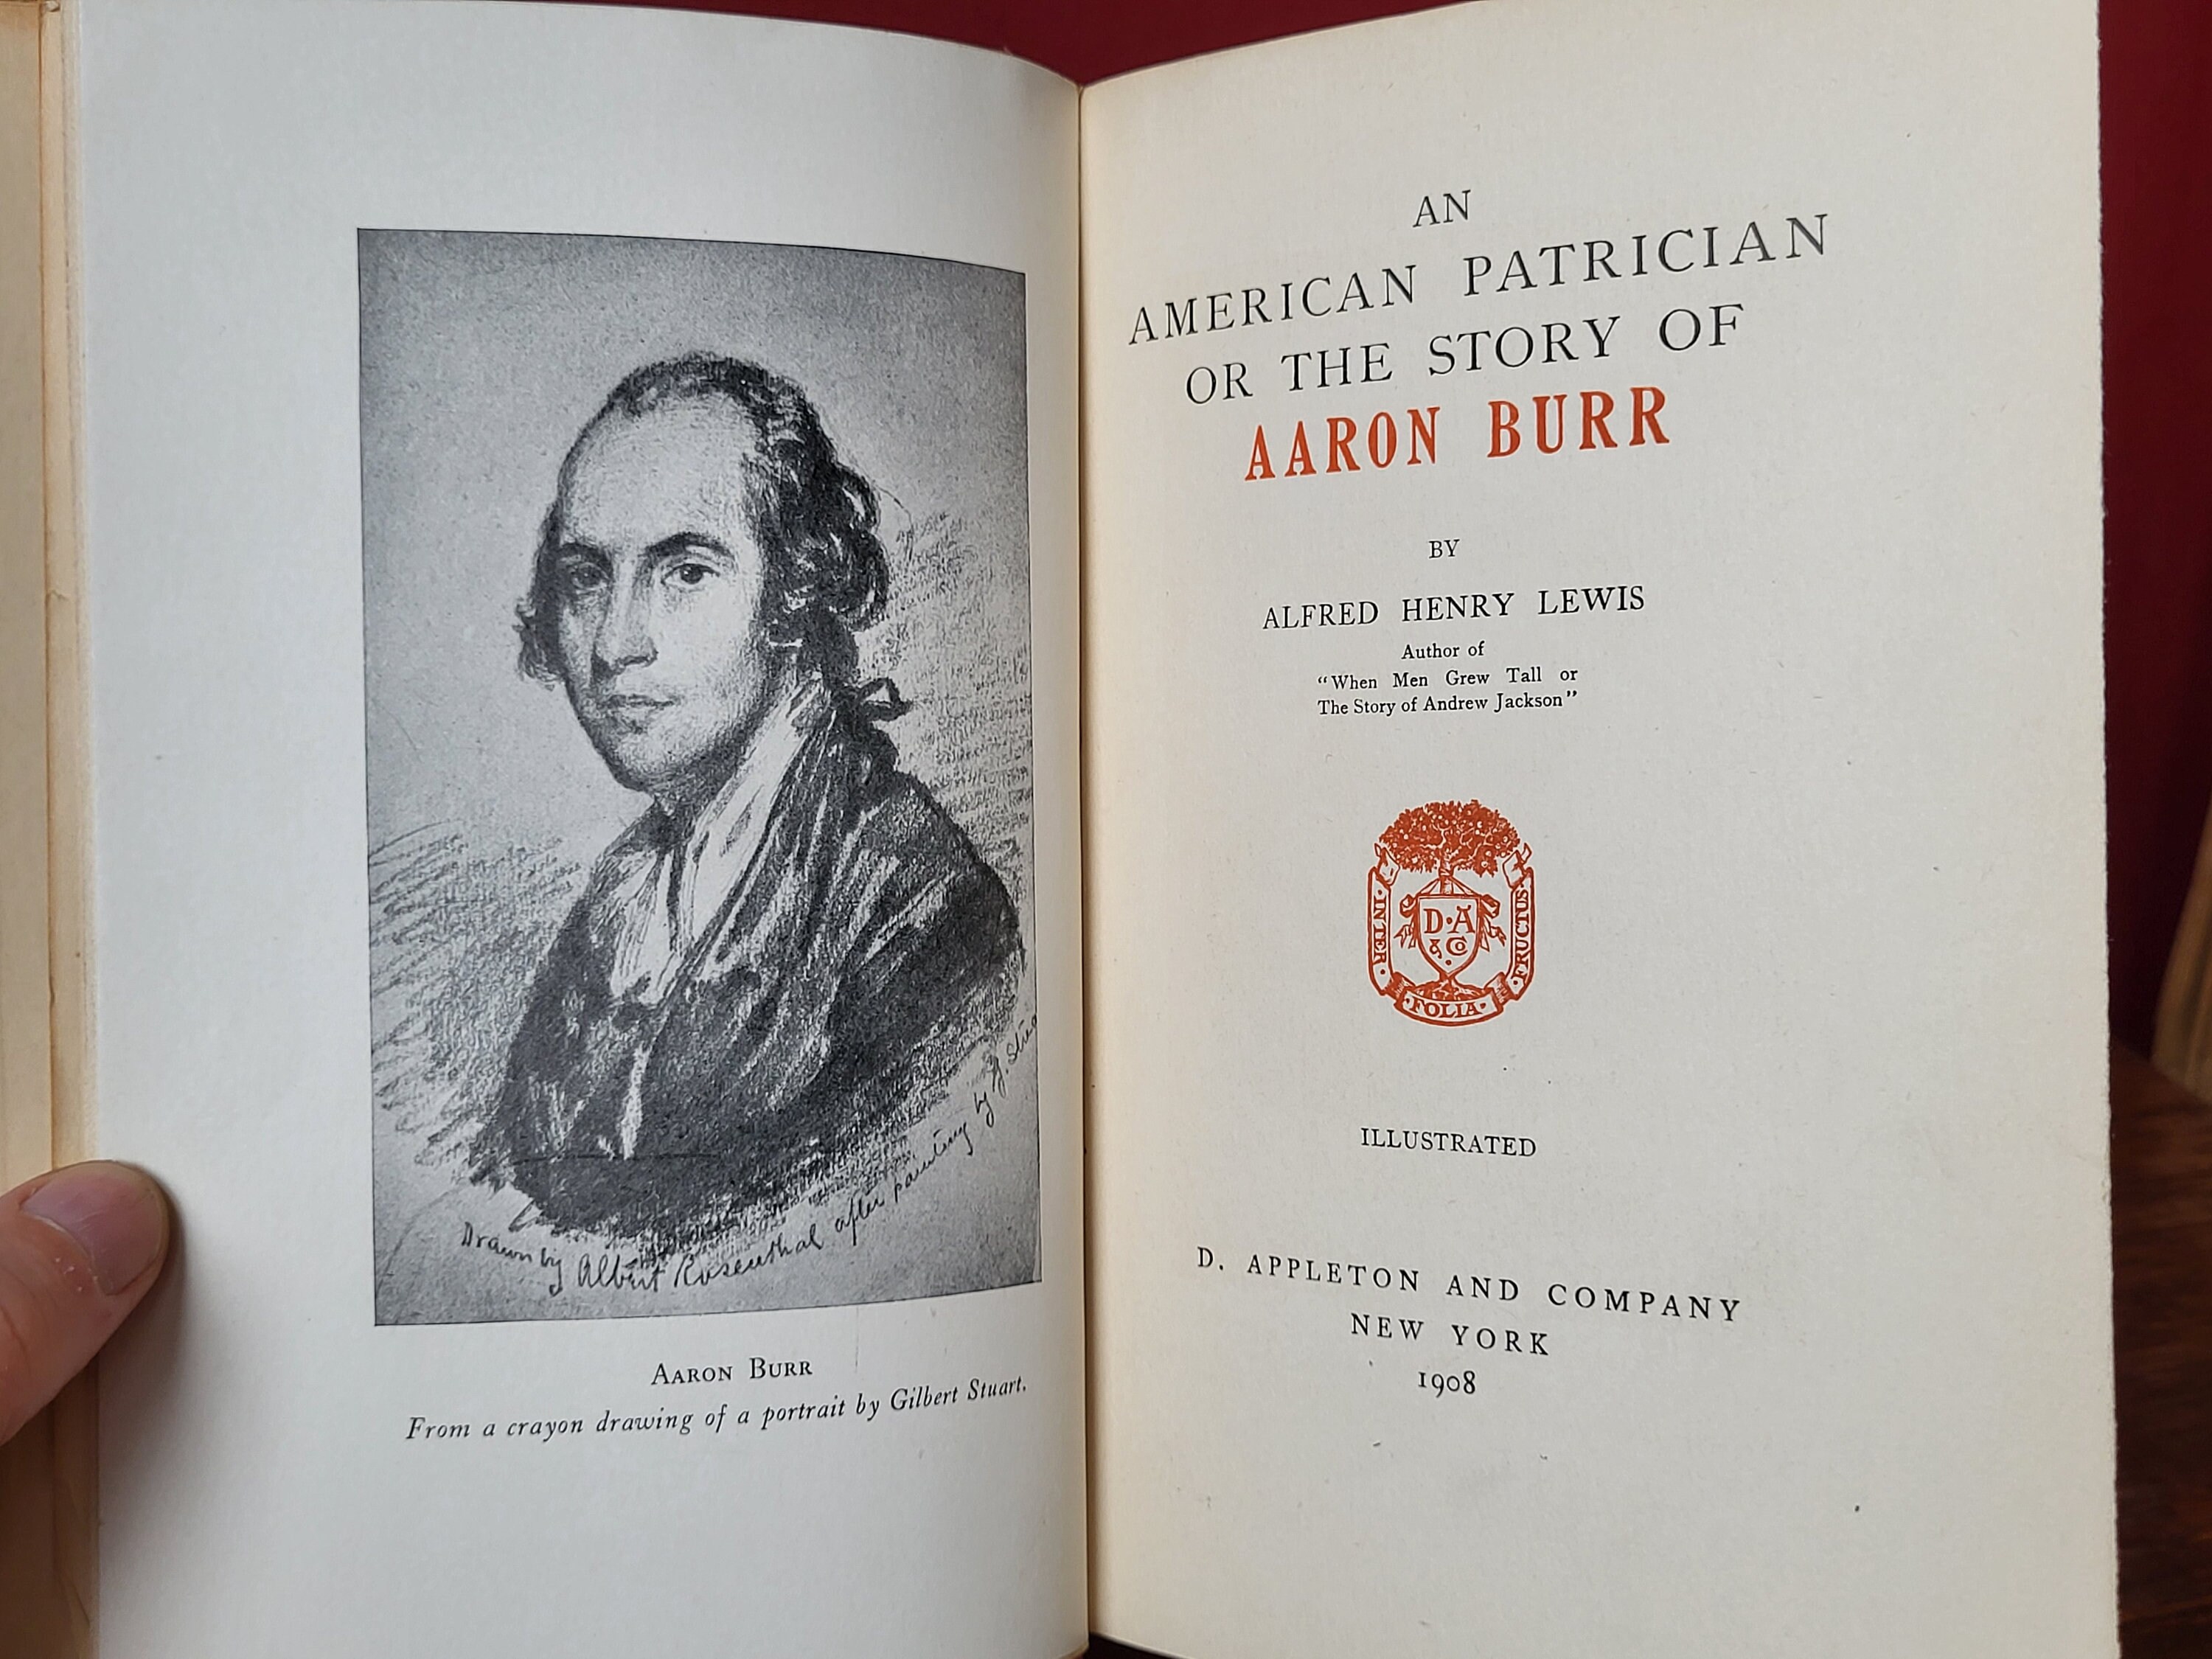 Drawn by Albert Rosenthal after painting by G.
AARON BURR
From a crayon drawing of a portrait by Gilbert Stuart.
AN
AMERICAN PATRICIAN
OR THE STORY OF
AARON BURR
BY
ALFRED HENRY LEWIS
Author of
"When Men Grew Tall or
The Story of Andrew Jackson"
D·A
& Co
INTER
FOLIA
FRUCTUS
ILLUSTRATED
D. APPLETON AND COMPANY
NEW YORK
1908